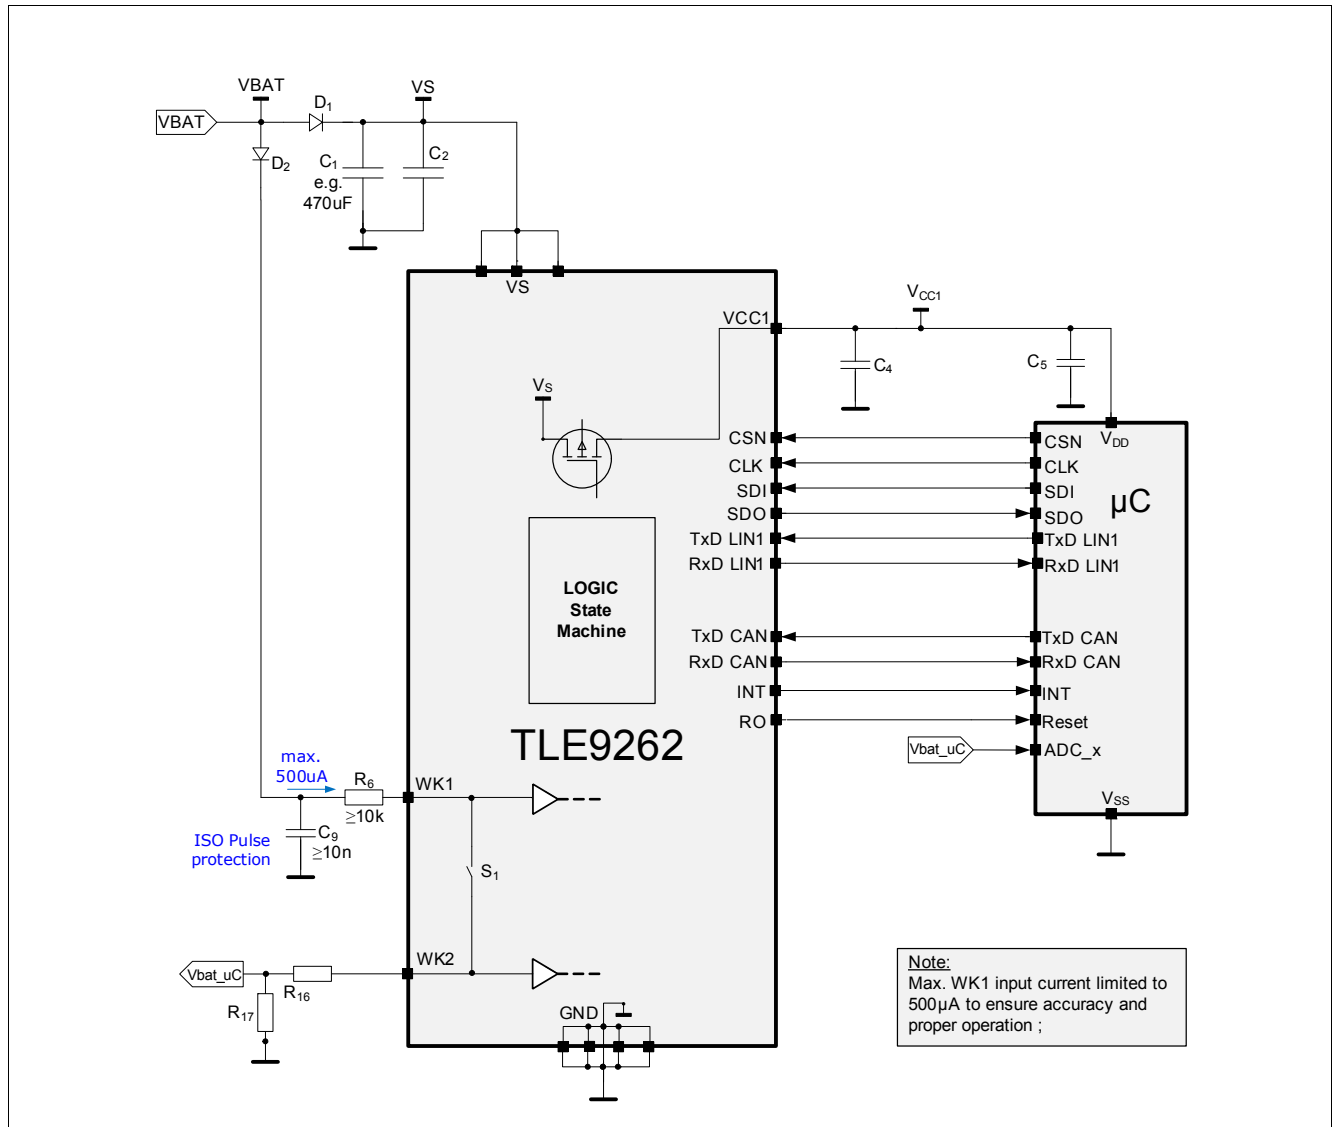 VBAT
VS
VBAT
D1
D2
C1
e.g.
470uF
C2
VS
VCC1
VCC1
C4
C5
VS
VDD
CSN
CSN
CLK
CLK
SDI
SDI
µC
SDO
SDO
TxD LIN1
TxD LIN1
RxD LIN1
RxD LIN1
LOGIC
State
Machine
TxD CAN
TxD CAN
RxD CAN
RxD CAN
INT
INT
RO
Reset
TLE9262
Vbat_uC
ADC_x
max.
500uA
R6
≥10k
WK1
VSS
ISO Pulse
protection
C9
≥10n
S1
WK2
Vbat_uC
R16
R17
GND
Note:
Max. WK1 input current limited to
500µA to ensure accuracy and
proper operation ;